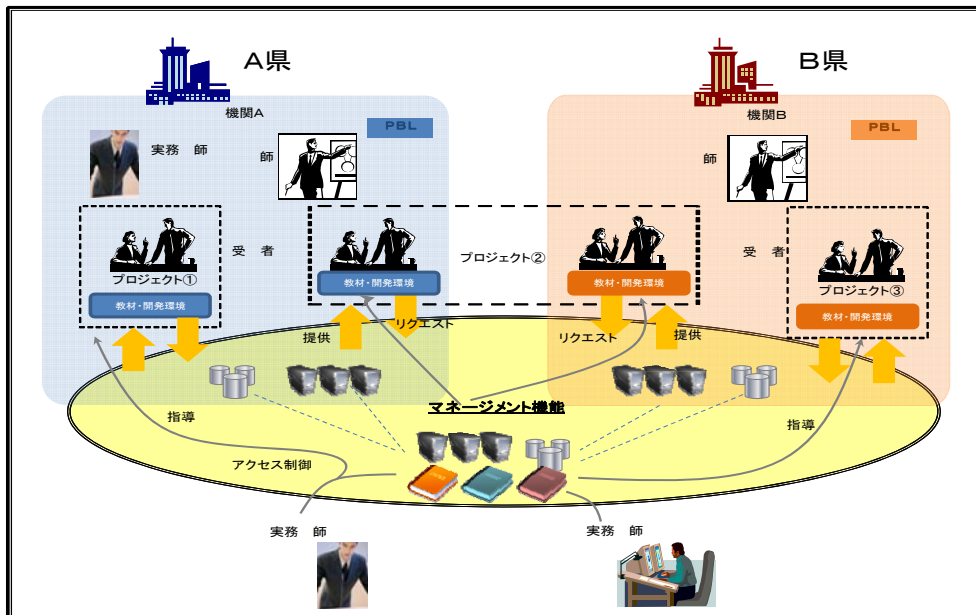 A県
B県
機関A
機関B
PBL
PBL
実務 師
師
師
受 者
プロジェクト②
受 者
プロジェクト①
教材・開発環境
教材・開発環境
教材・開発環境
プロジェクト③
教材・開発環境
提供
リクエスト
リクエスト
提供
マネージメント機能
指導
指導
アクセス制御
実務 師
実務 師